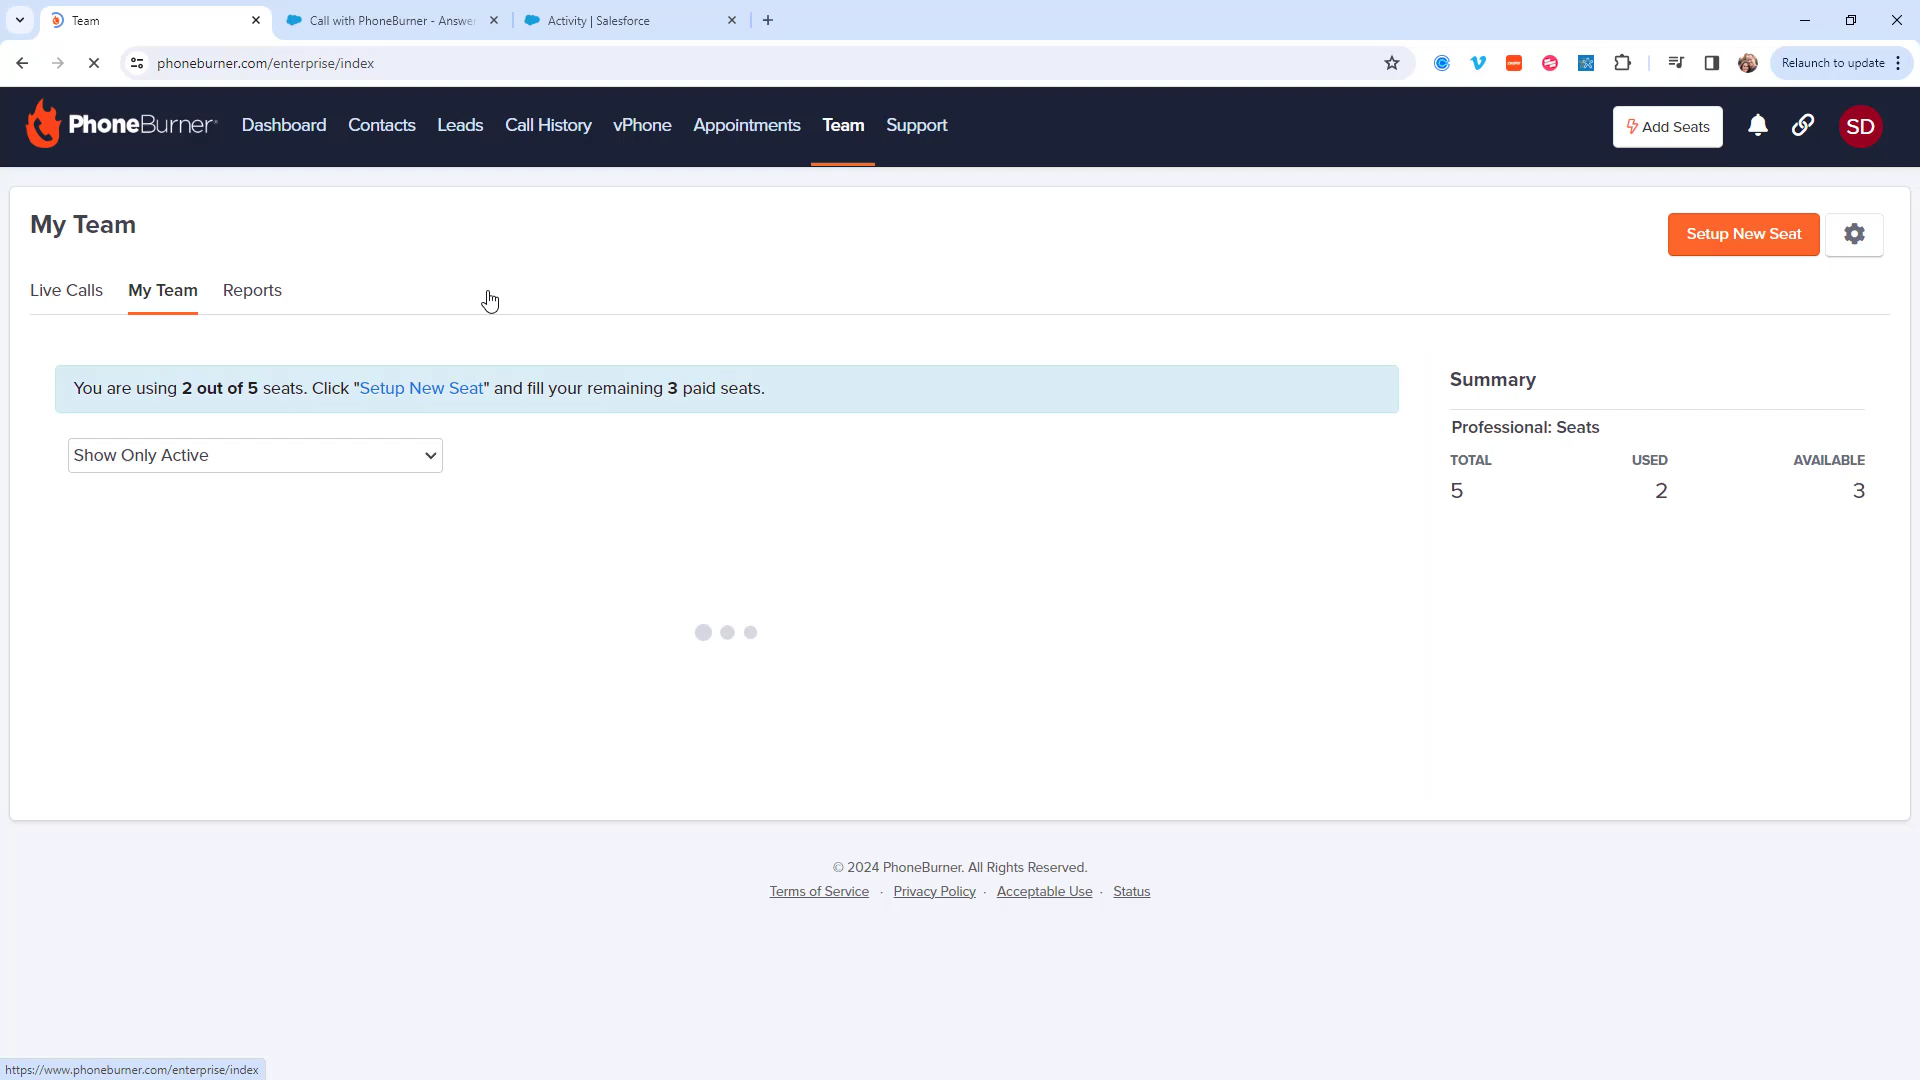 Team
Call with PhoneBurner - Answe
Activity | Salesforce
phoneburner.com/enterprise/index
Relaunch to update
PhoneBurner
Dashboard
Contacts
Leads
Call History
vPhone
Appointments
Team
Support
Add Seats
SD
My Team
Setup New Seat
Live Calls
My Team
Reports
You are using 2 out of 5 seats. Click "Setup New Seat" and fill your remaining 3 paid seats.
Show Only Active
Summary
Professional: Seats
TOTAL USED AVAILABLE
5 2 3
© 2024 PhoneBurner. All Rights Reserved.
Terms of Service · Privacy Policy · Acceptable Use · Status
https://www.phoneburner.com/enterprise/index